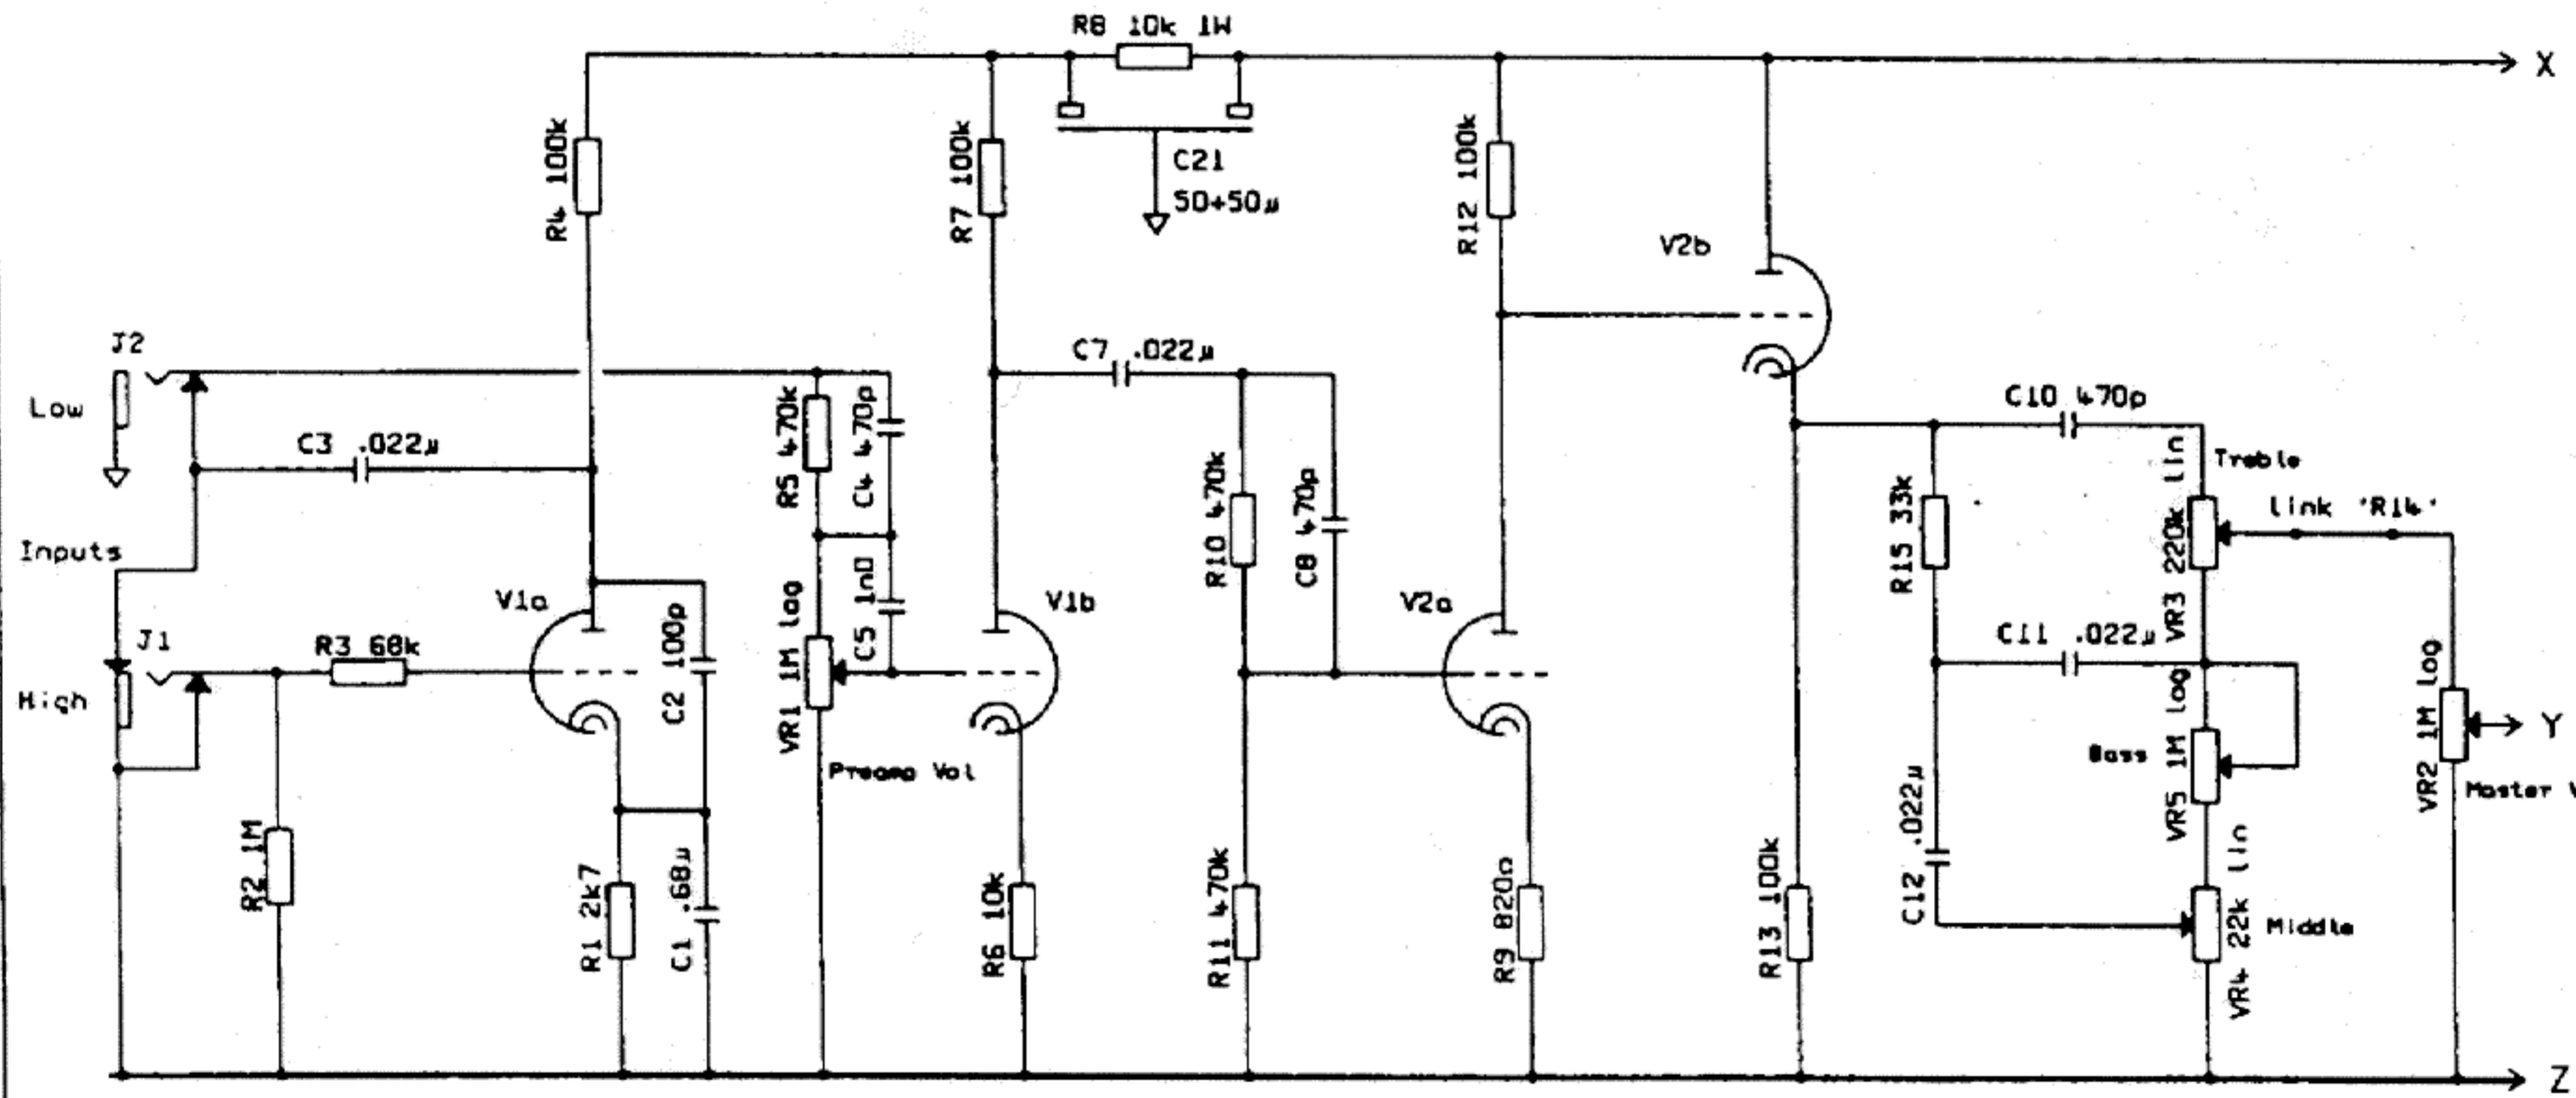 R8 10k 1W
X
R4 100k
R7 100k
C21
50+50µ
R12 100k
V2b
J2
Low
C3 .022µ
R5 470k
C4 470p
C7 .022µ
C10 470p
Treble
link 'R14'
R10 470k
C8 470p
R15 33k
VR3 220k lin
Inputs
V1a
C2 100p
VR1 1M log
C5 1n0
V1b
V2a
C11 .022µ
J1
R3 68k
High
Preamp Vol
Bass
VR5 1M log
VR2 1M log
Y
Master V
R2 1M
R1 2k7
C1 .68µ
R6 10k
R11 470k
R9 820Ω
R13 100k
C12 .022µ
VR4 22k lin
Middle
Z